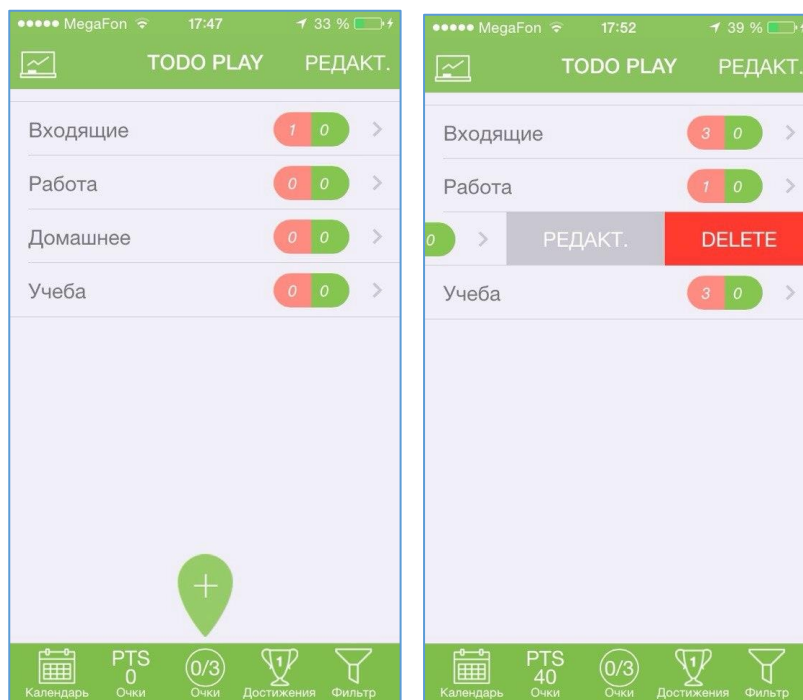 MegaFon 17:47 33 %
TODO PLAY РЕДАКТ.
Входящие 1 0
Работа 0 0
Домашнее 0 0
Учеба 0 0
+
PTS
0 0/3 1
Календарь Очки Очки Достижения Фильтр
MegaFon 17:52 39 %
TODO PLAY РЕДАКТ.
Входящие 3 0
Работа 1 0
0 РЕДАКТ. DELETE
Учеба 3 0
PTS
40 0/3 1
Календарь Очки Очки Достижения Фильтр